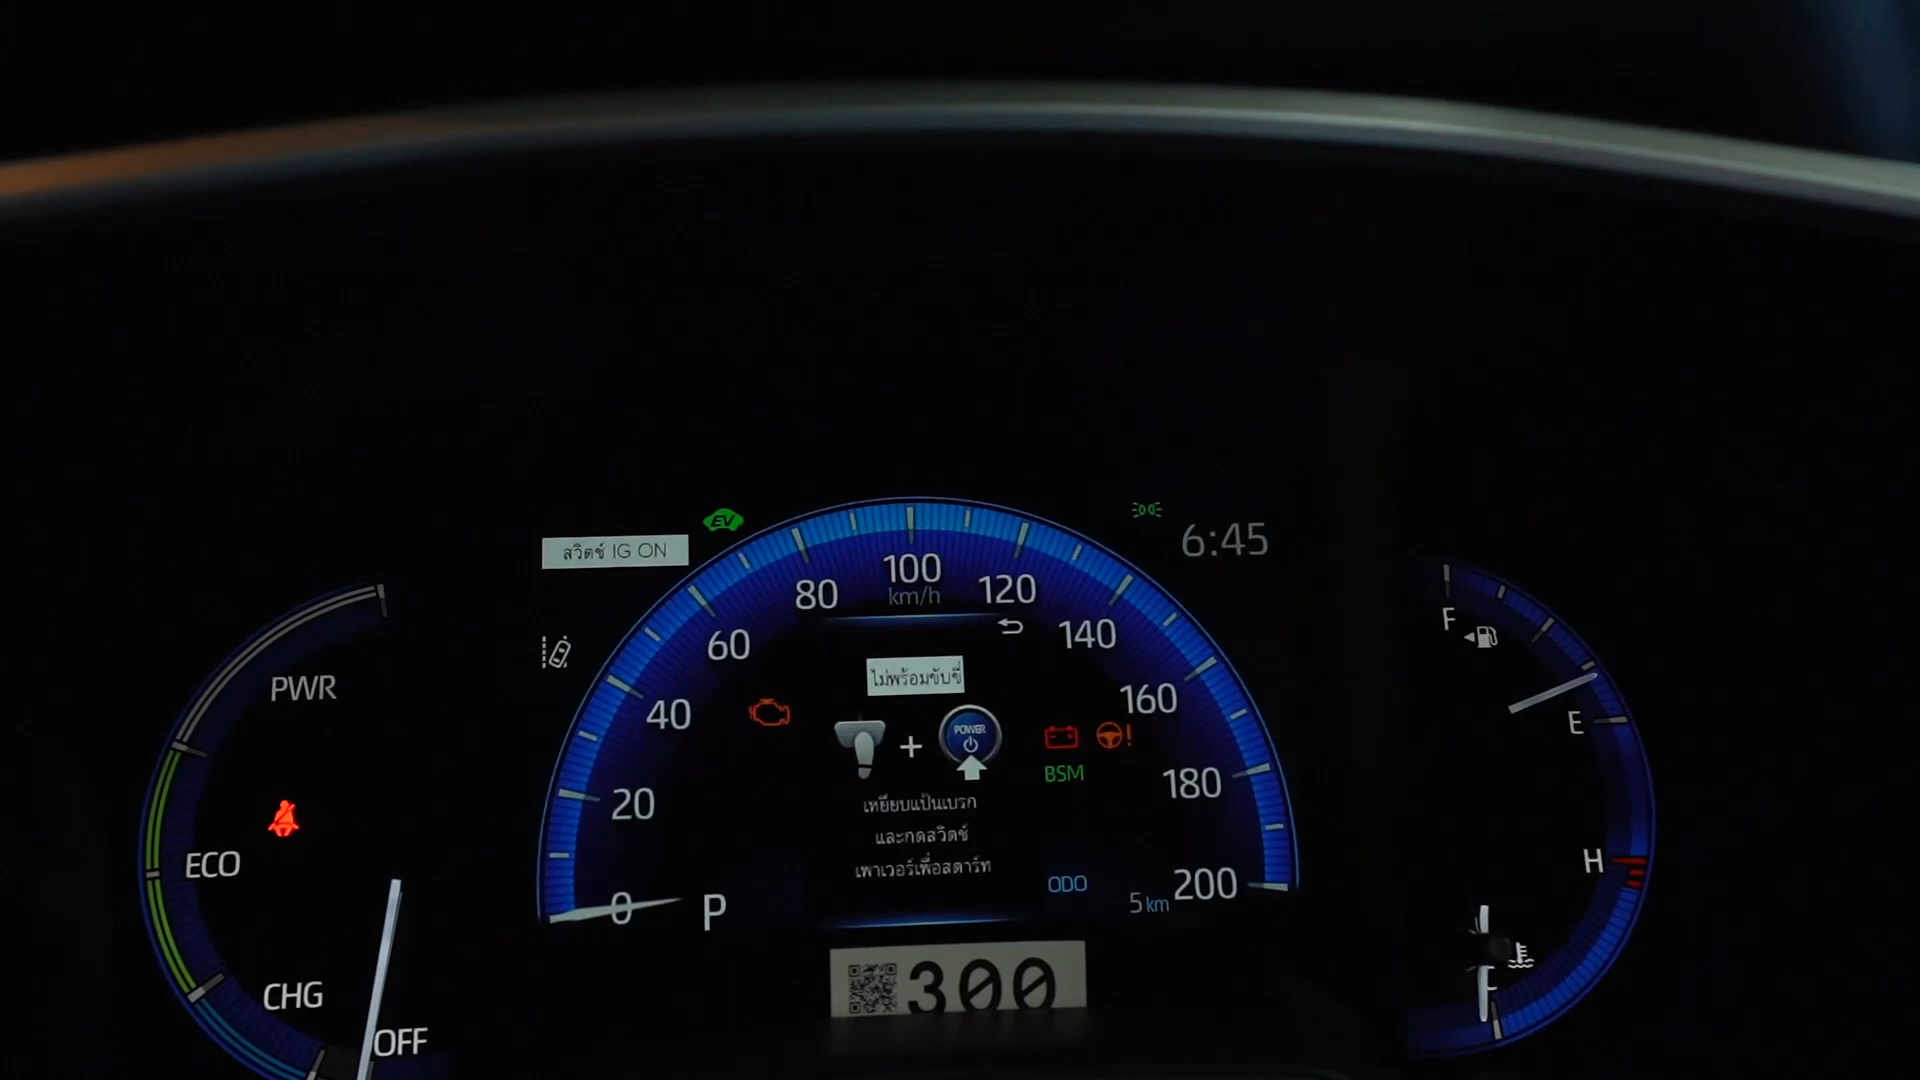 สวิตช์ IG ON
EV
6:45
100
km/h
80
120
60
140
40
160
20
180
0
200
ไม่พร้อมขับขี่
+
POWER
เหยียบแป้นเบรก
และกดสวิตช์
เพาเวอร์เพื่อสตาร์ท
!
BSM
ODO
5 km
P
PWR
ECO
CHG
OFF
F
E
H
C
300